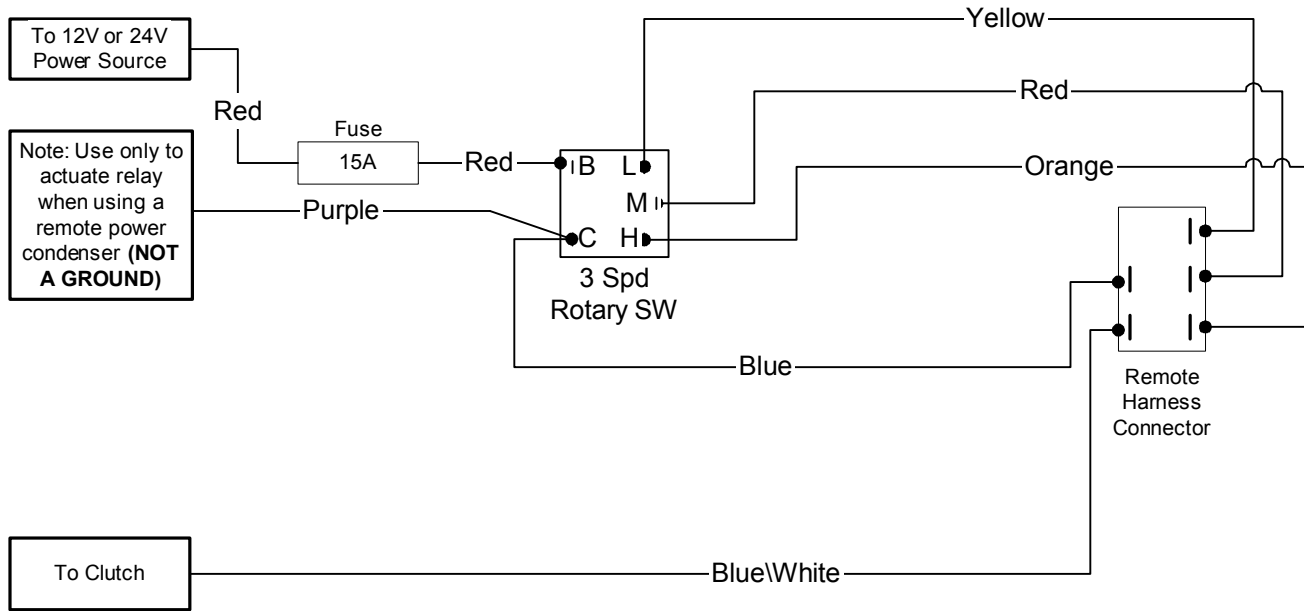 To 12V or 24V
Power Source
Yellow
Red
Red
Fuse
15A
Red
B
L
Orange
Note: Use only to
actuate relay
when using a
remote power
condenser (NOT
A GROUND)
Purple
M
C
H
3 Spd
Rotary SW
Blue
Remote
Harness
Connector
To Clutch
Blue\White